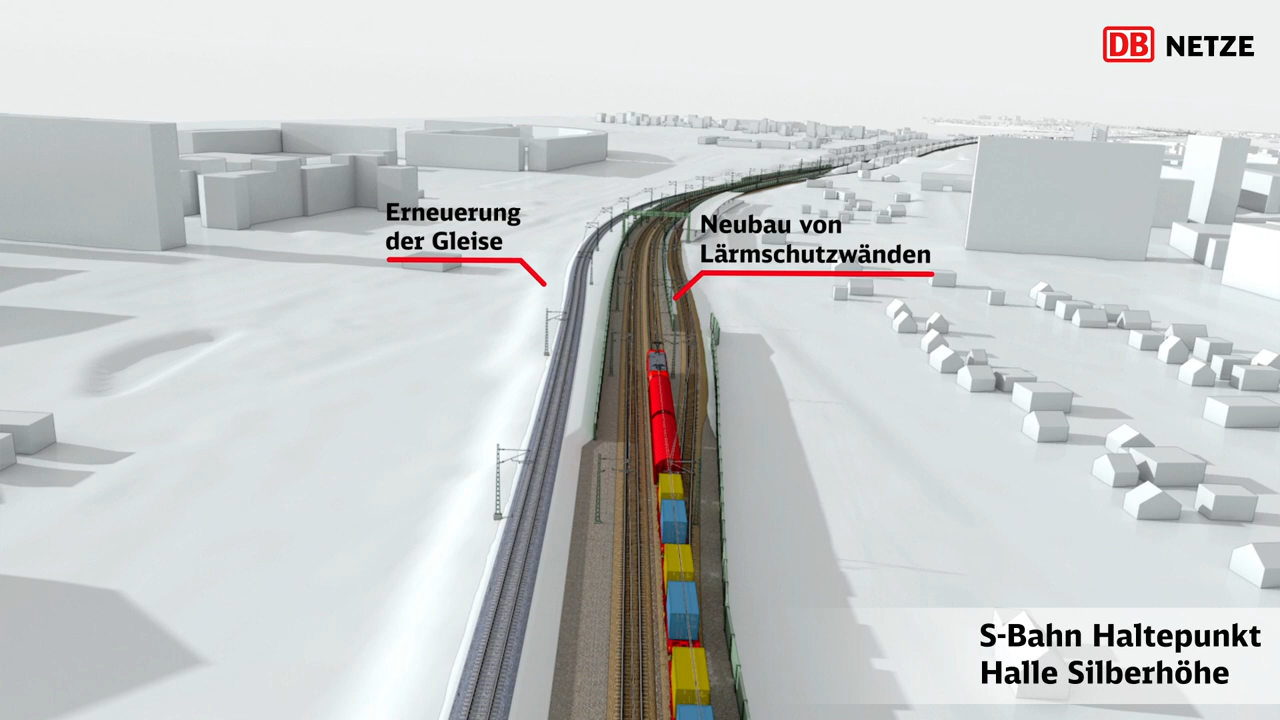 DB NETZE
Erneuerung
der Gleise
Neubau von
Lärmschutzwänden
S-Bahn Haltepunkt
Halle Silberhöhe